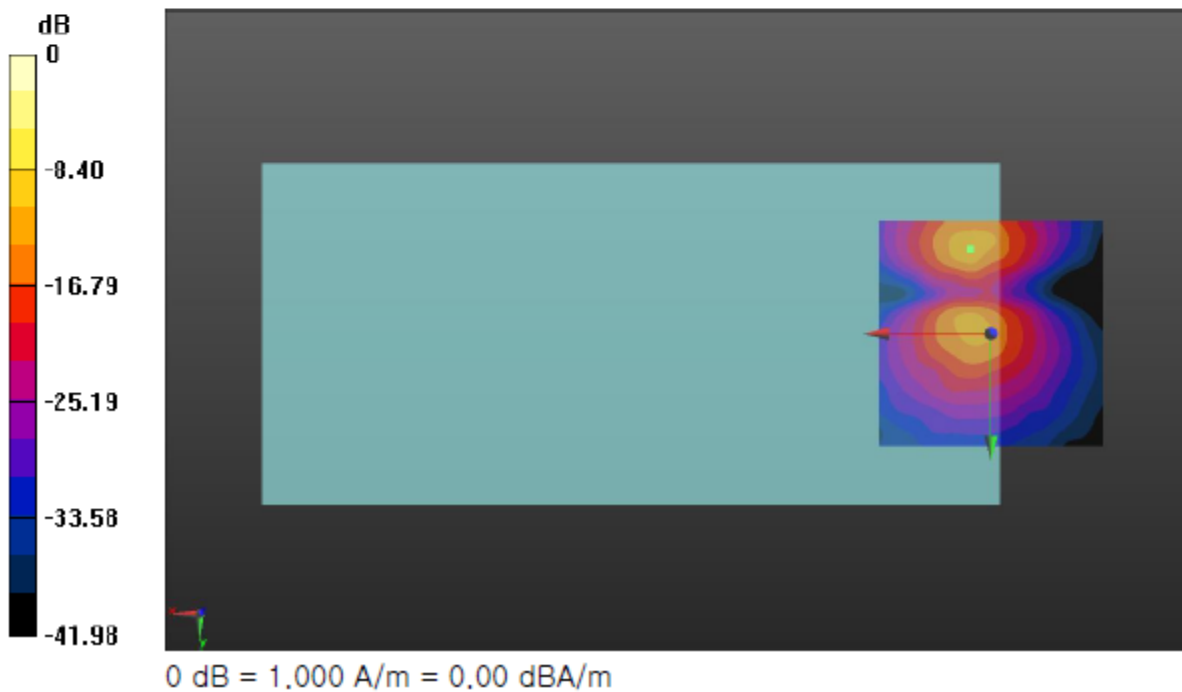 dB
0
-8.40
-16.79
-25.19
-33.58
-41.98
x
y
0 dB = 1,000 A/m = 0,00 dBA/m